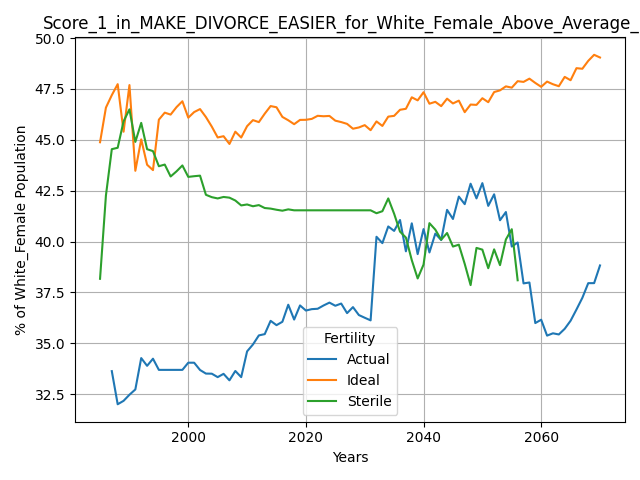 Score_1_in_MAKE_DIVORCE_EASIER_for_White_Female_Above_Average_
50.0
47.5
45.0
42.5
40.0
37.5
35.0
32.5
% of White_Female Population
Fertility
Actual
Ideal
Sterile
2000
2020
2040
2060
Years